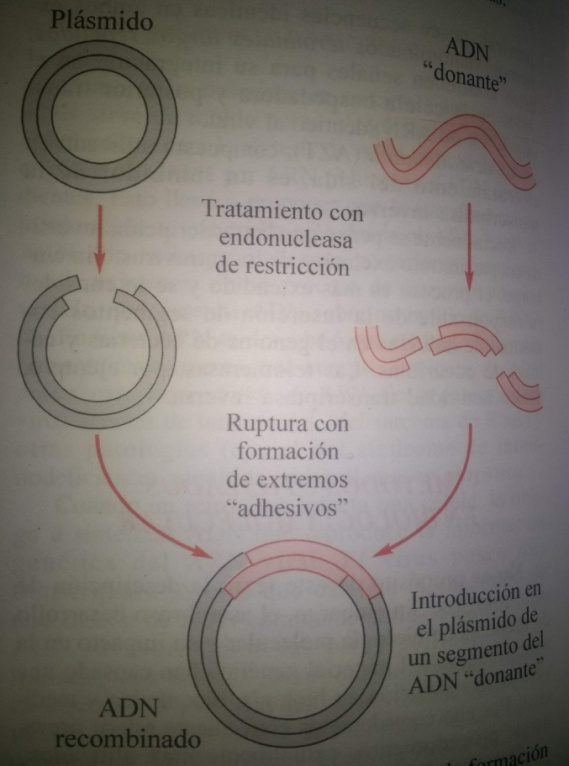 Plásmido
ADN
“donante”
Tratamiento con
endonucleasa
de restricción
Ruptura con
formación
de extremos
“adhesivos”
Introducción en
el plásmido de
un segmento del
ADN “donante”
ADN
recombinado
formación